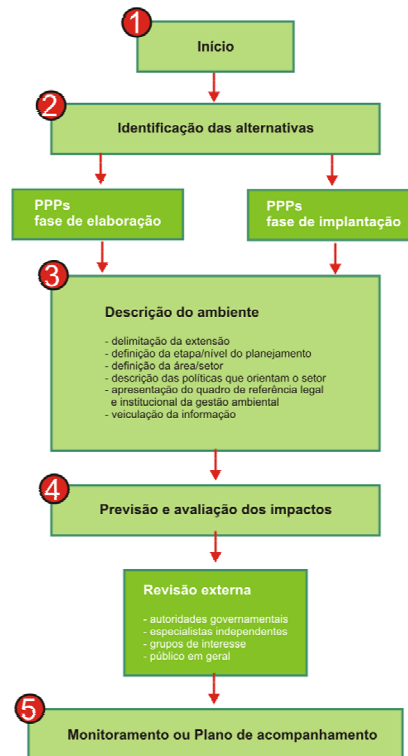 1
Início
2
Identificação das alternativas
PPPs
fase de elaboração
PPPs
fase de implantação
3
Descrição do ambiente
- delimitação da extensão
- definição da etapa/nível do planejamento
- definição da área/setor
- descrição das políticas que orientam o setor
- apresentação do quadro de referência legal
e institucional da gestão ambiental
- veiculação da informação
4
Previsão e avaliação dos impactos
Revisão externa
- autoridades governamentais
- especialistas independentes
- grupos de interesse
- público em geral
5
Monitoramento ou Plano de acompanhamento